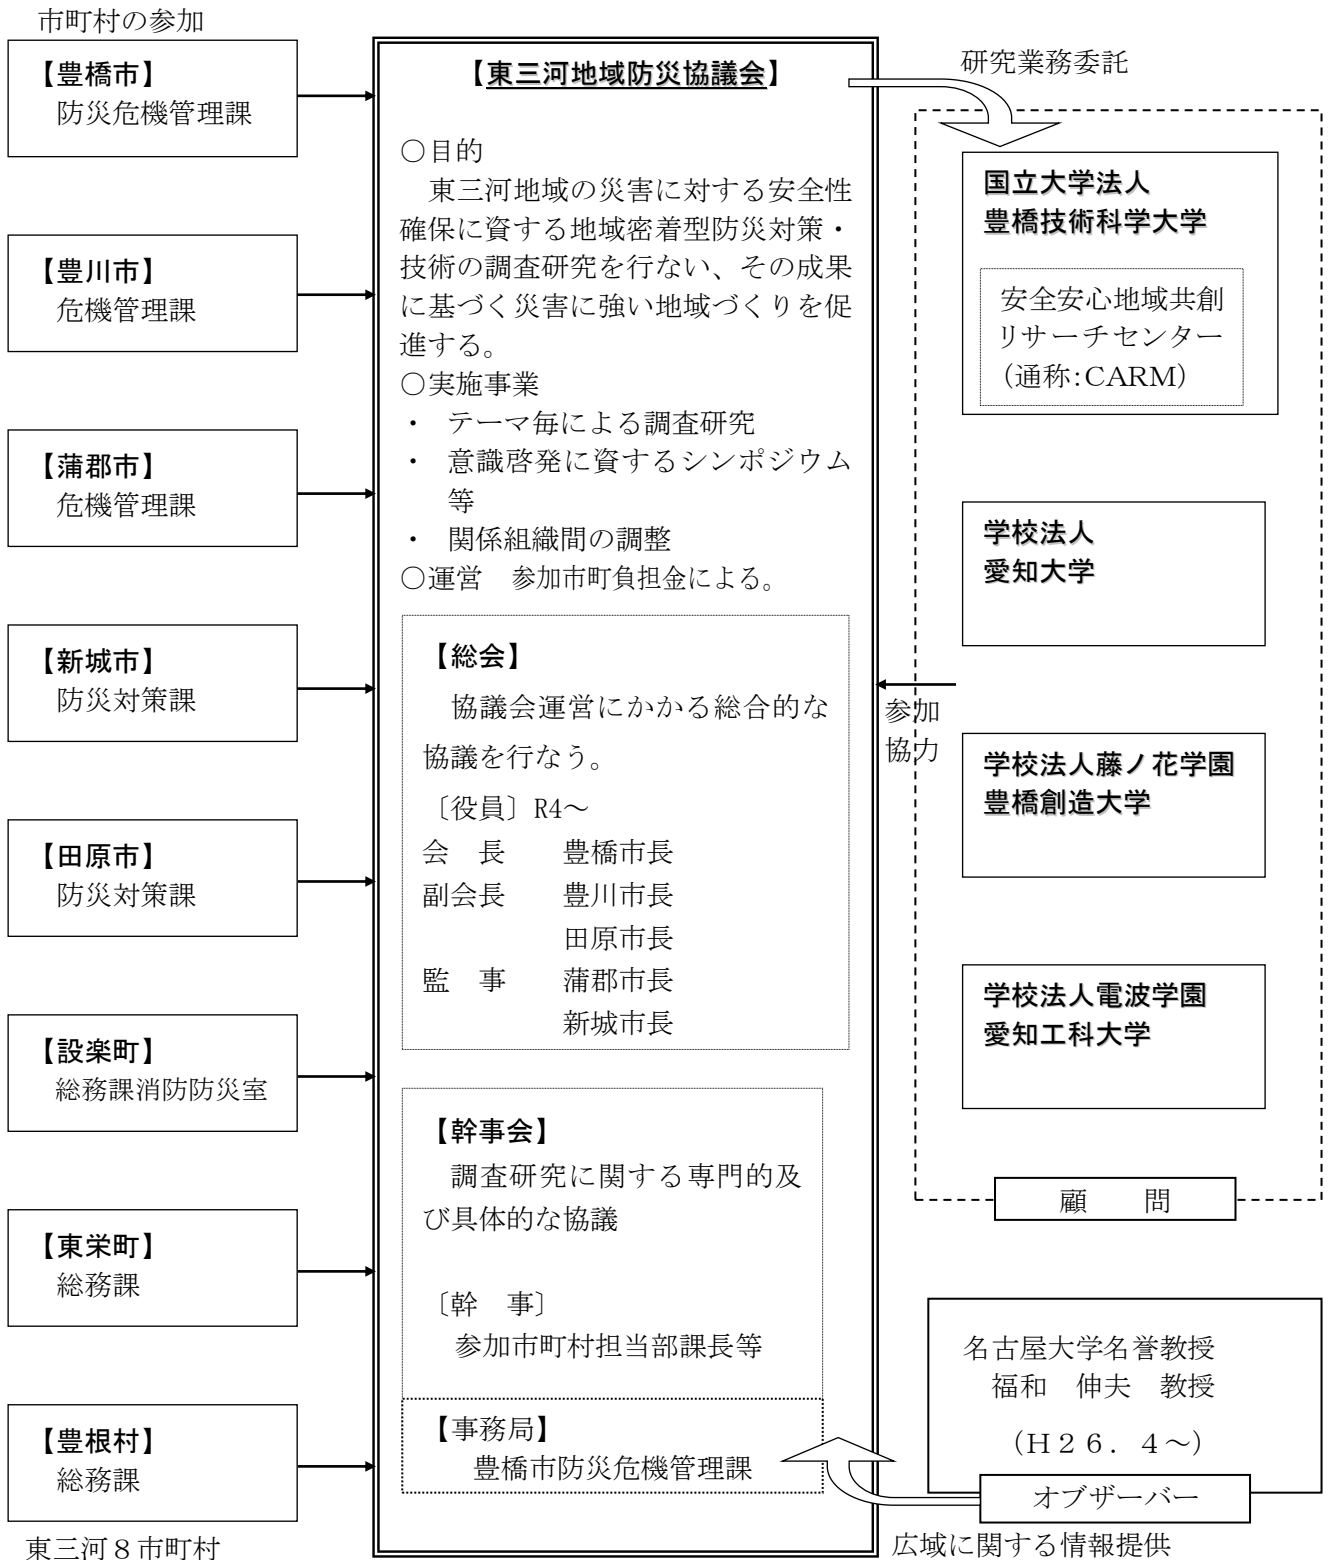 市町村の参加
【豊橋市】
防災危機管理課
【豊川市】
危機管理課
【蒲郡市】
危機管理課
【新城市】
防災対策課
【田原市】
防災対策課
【設楽町】
総務課消防防災室
【東栄町】
総務課
【豊根村】
総務課
東三河8市町村
【東三河地域防災協議会】
○目的
東三河地域の災害に対する安全性
確保に資する地域密着型防災対策・
技術の調査研究を行ない、その成果
に基づく災害に強い地域づくりを促
進する。
○実施事業
・ テーマ毎による調査研究
・ 意識啓発に資するシンポジウム
等
・ 関係組織間の調整
○運営 参加市町負担金による。
【総会】
協議会運営にかかる総合的な
協議を行なう。
〔役員〕R4～
会 長 豊橋市長
副会長 豊川市長
田原市長
監 事 蒲郡市長
新城市長
【幹事会】
調査研究に関する専門的及
び具体的な協議
〔幹 事〕
参加市町村担当部課長等
【事務局】
豊橋市防災危機管理課
研究業務委託
国立大学法人
豊橋技術科学大学
安全安心地域共創
リサーチセンター
（通称：CARM）
学校法人
愛知大学
参加
協力
学校法人藤ノ花学園
豊橋創造大学
学校法人電波学園
愛知工科大学
顧 問
名古屋大学名誉教授
福和 伸夫 教授
（H26．4～）
オブザーバー
広域に関する情報提供